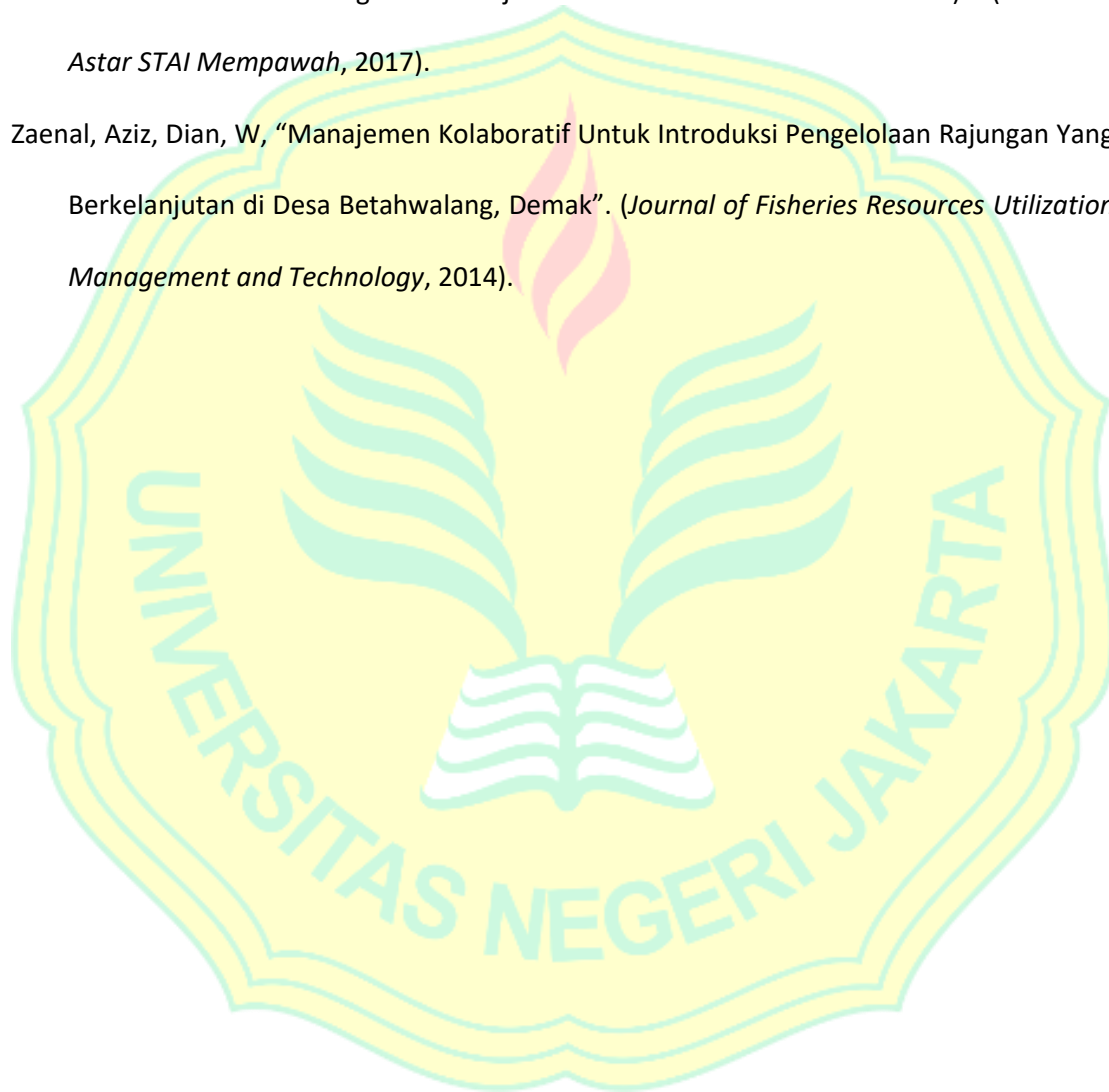 Astar STAI Mempawah, 2017).
Zaenal, Aziz, Dian, W, “Manajemen Kolaboratif Untuk Introduksi Pengelolaan Rajungan Yang
Berkelanjutan di Desa Betahwalang, Demak”. (Journal of Fisheries Resources Utilization
Management and Technology, 2014).
UNIVERSITAS NEGERI JAKARTA